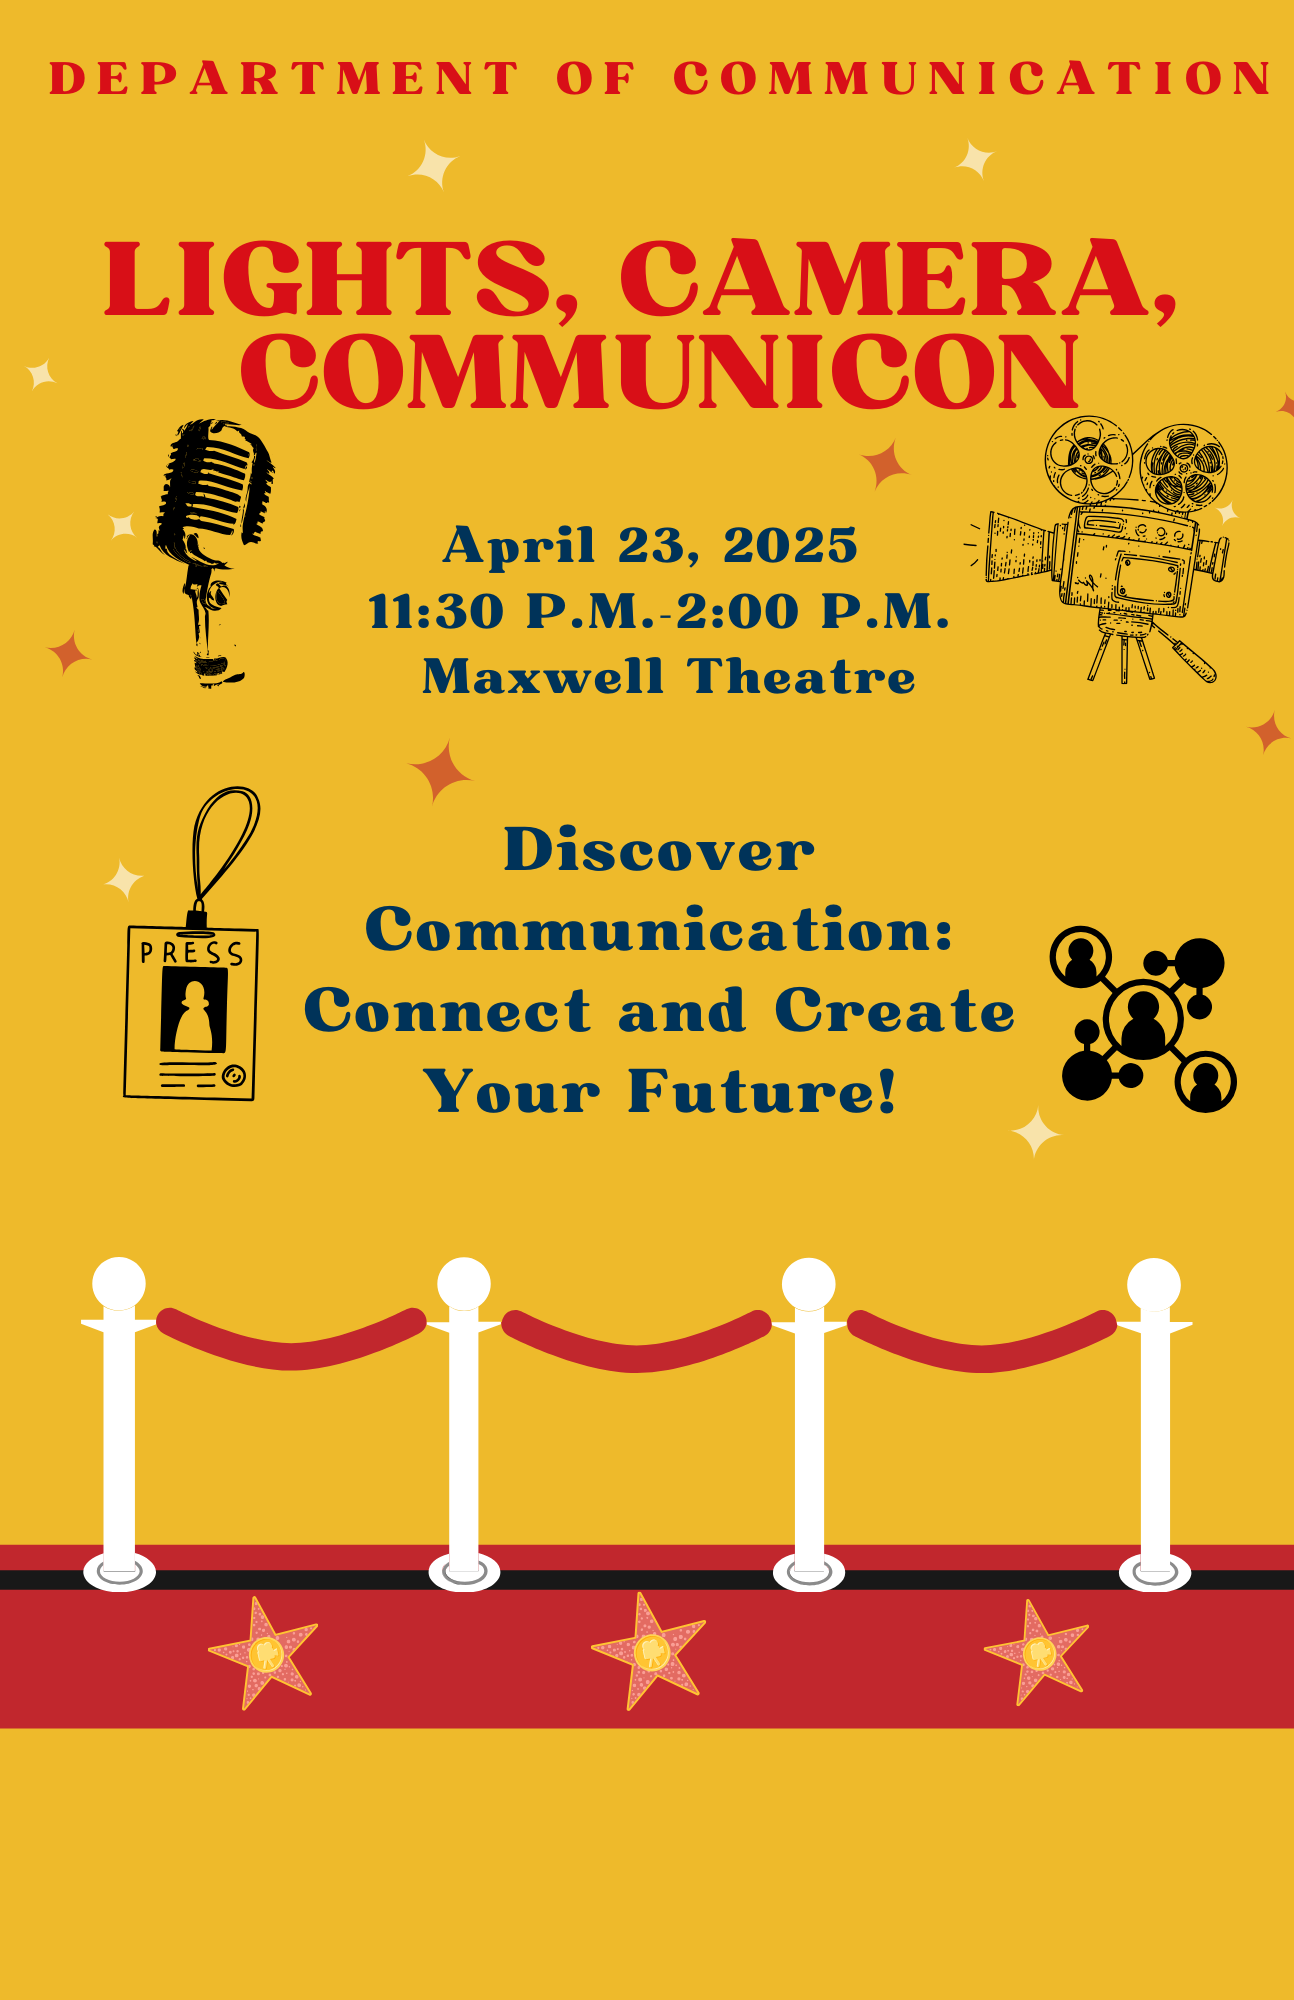 DEPARTMENT OF COMMUNICATION
LIGHTS, CAMERA,
COMMUNICON
April 23, 2025
11:30 P.M.-2:00 P.M.
Maxwell Theatre
Discover
Communication:
Connect and Create
Your Future!
PRESS